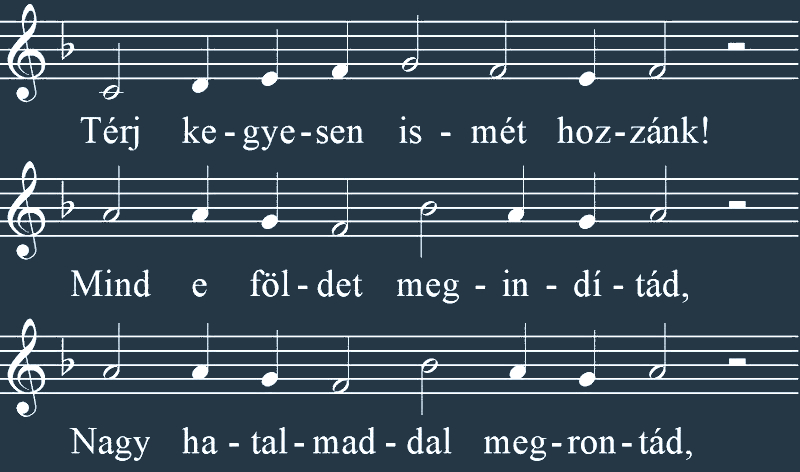 Térj ke - gye - sen is - mét hoz - zánk!
Mind e föl - det meg - in - dí - tád,
Nagy ha - tal - mad - dal meg - ron - tád,